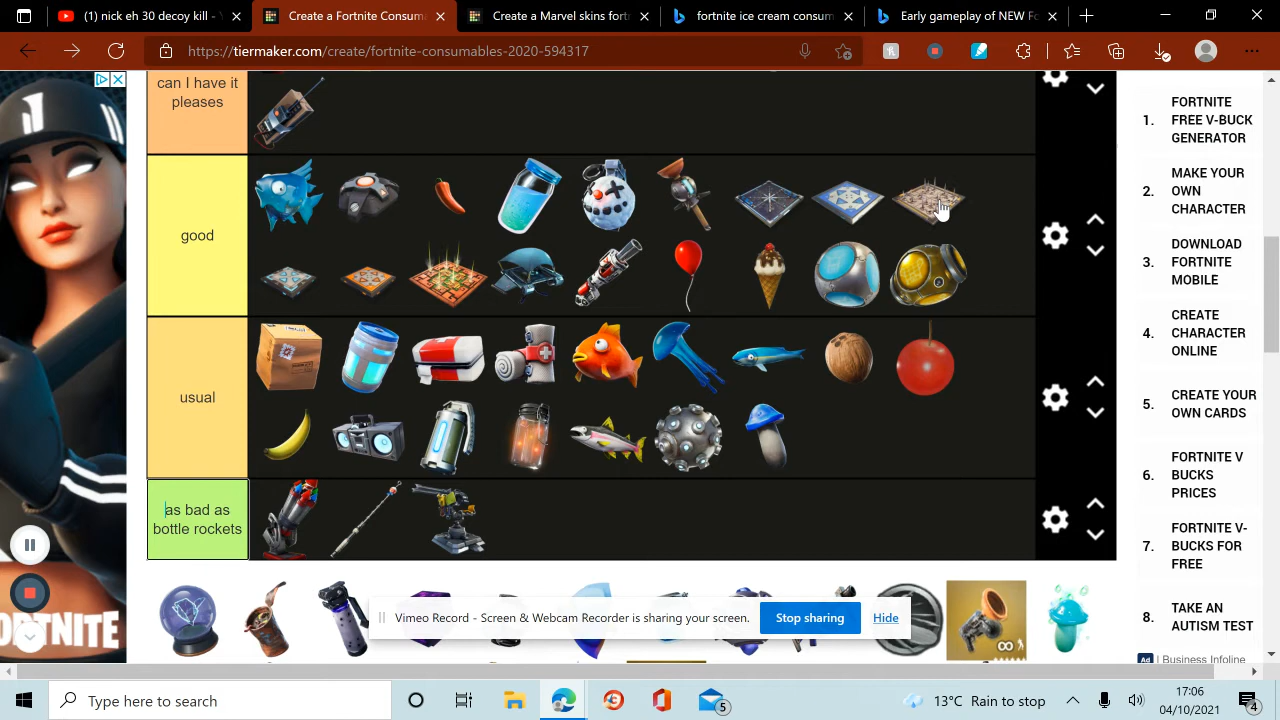 (1) nick eh 30 decoy kill - Y
Create a Fortnite Consuma
Create a Marvel skins fort
fortnite ice cream consum
Early gameplay of NEW Fo
https://tiermaker.com/create/fortnite-consumables-2020-594317
can I have it
pleases
good
usual
as bad as
bottle rockets
1. FORTNITE
FREE V-BUCK
GENERATOR
2. MAKE YOUR
OWN
CHARACTER
3. DOWNLOAD
FORTNITE
MOBILE
4. CREATE
CHARACTER
ONLINE
5. CREATE YOUR
OWN CARDS
6. FORTNITE V
BUCKS
PRICES
7. FORTNITE V-
BUCKS FOR
FREE
8. TAKE AN
AUTISM TEST
Ad | Business Infoline
Vimeo Record - Screen & Webcam Recorder is sharing your screen.
Stop sharing
Hide
Type here to search
5
13°C Rain to stop
17:06
04/10/2021
4